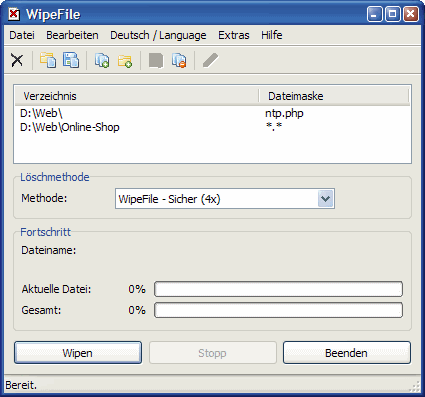 WipeFile
Datei Bearbeiten Deutsch / Language Extras Hilfe
Verzeichnis Dateimaske
D:\Web\ ntp.php
D:\Web\Online-Shop *.*
Löschmethode
Methode: WipeFile - Sicher (4x)
Fortschritt
Dateiname:
Aktuelle Datei: 0%
Gesamt: 0%
Wipen Stopp Beenden
Bereit.